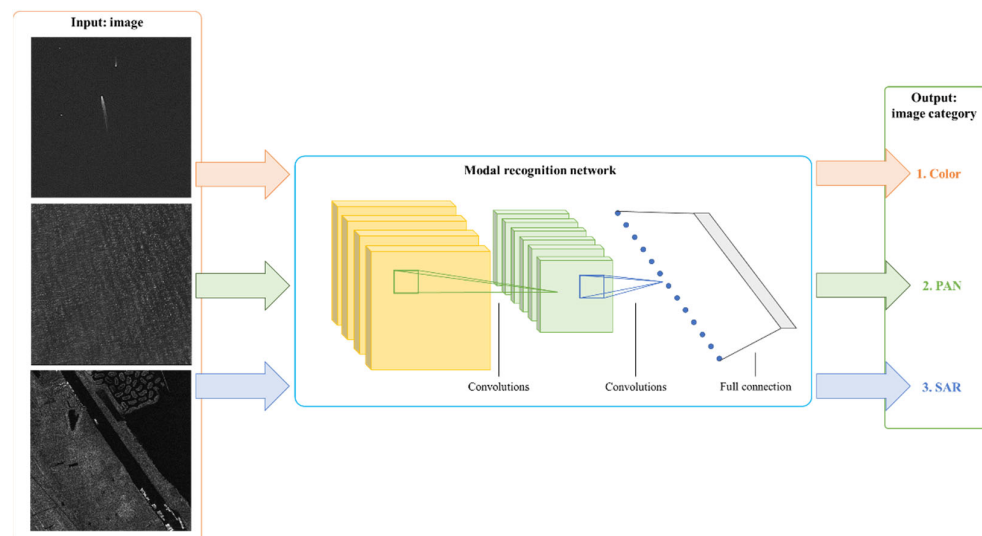 Input: image
Output:
image category
Modal recognition network
1. Color
2. PAN
3. SAR
Convolutions
Convolutions
Full connection